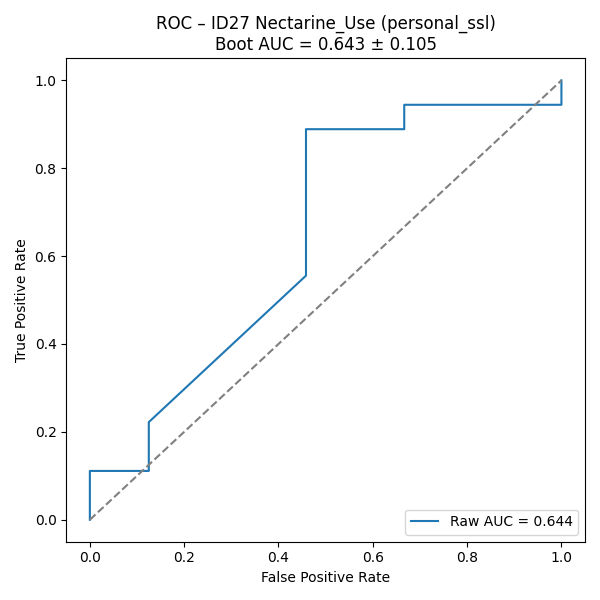 ROC – ID27 Nectarine_Use (personal_ssl)
Boot AUC = 0.643 ± 0.105
True Positive Rate
1.0
0.8
0.6
0.4
0.2
0.0
Raw AUC = 0.644
0.0 0.2 0.4 0.6 0.8 1.0
False Positive Rate